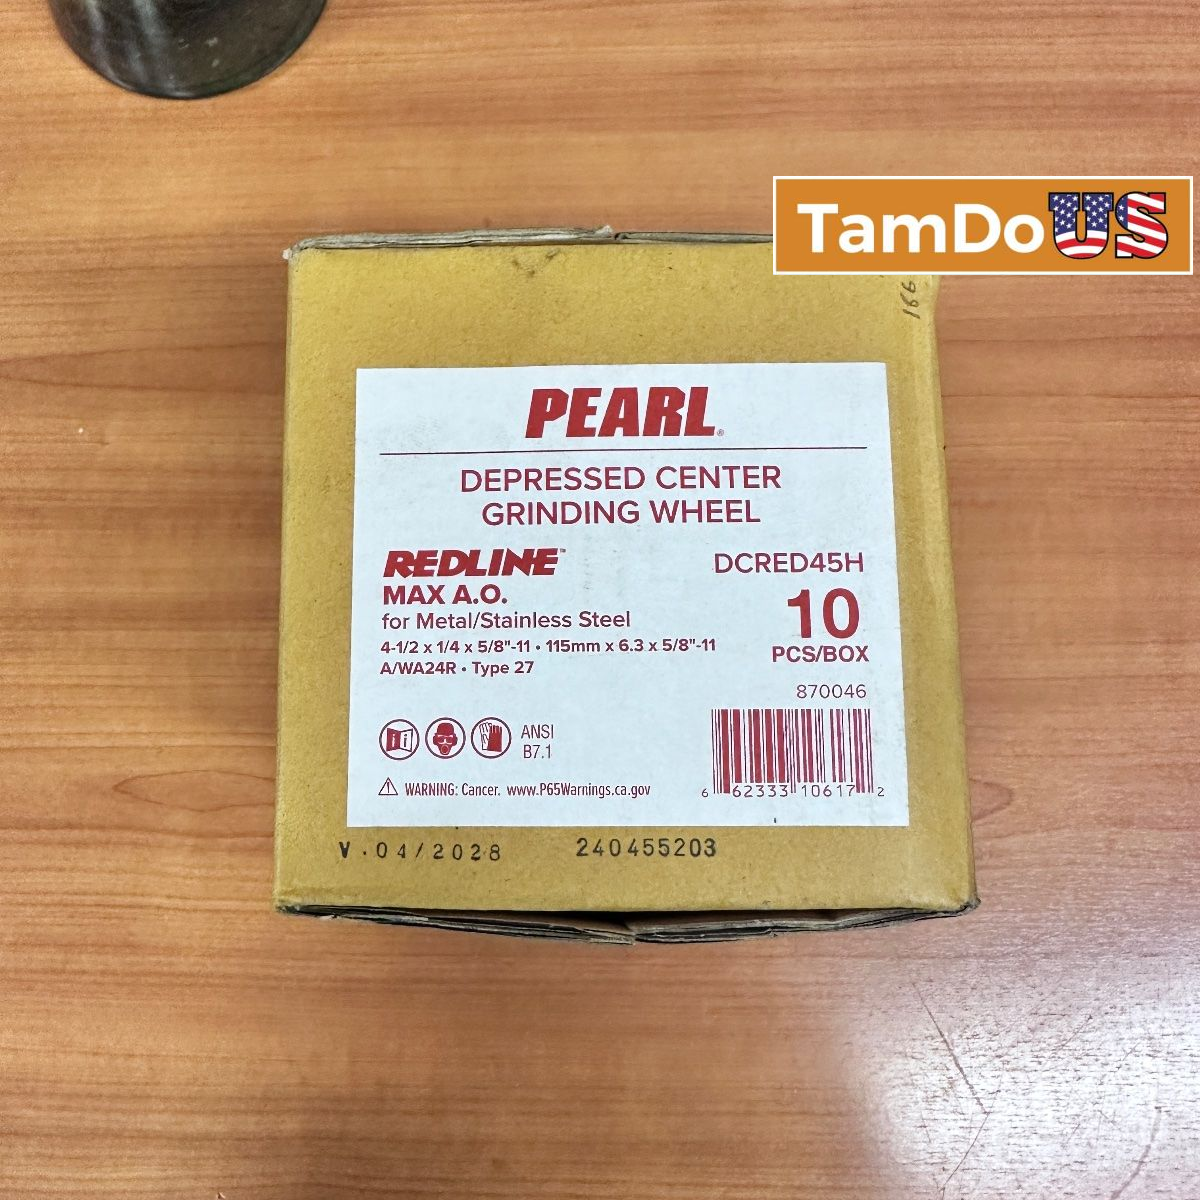 TamDoUS
PEARL®
DEPRESSED CENTER
GRINDING WHEEL
REDLINE™
MAX A.O.
for Metal/Stainless Steel
4-1/2 x 1/4 x 5/8"-11 • 115mm x 6.3 x 5/8"-11
A/WA24R • Type 27
DCRED45H
10
PCS/BOX
870046
ANSI
B7.1
WARNING: Cancer. www.P65Warnings.ca.gov
6 62333 10617 2
V.04/2028 240455203